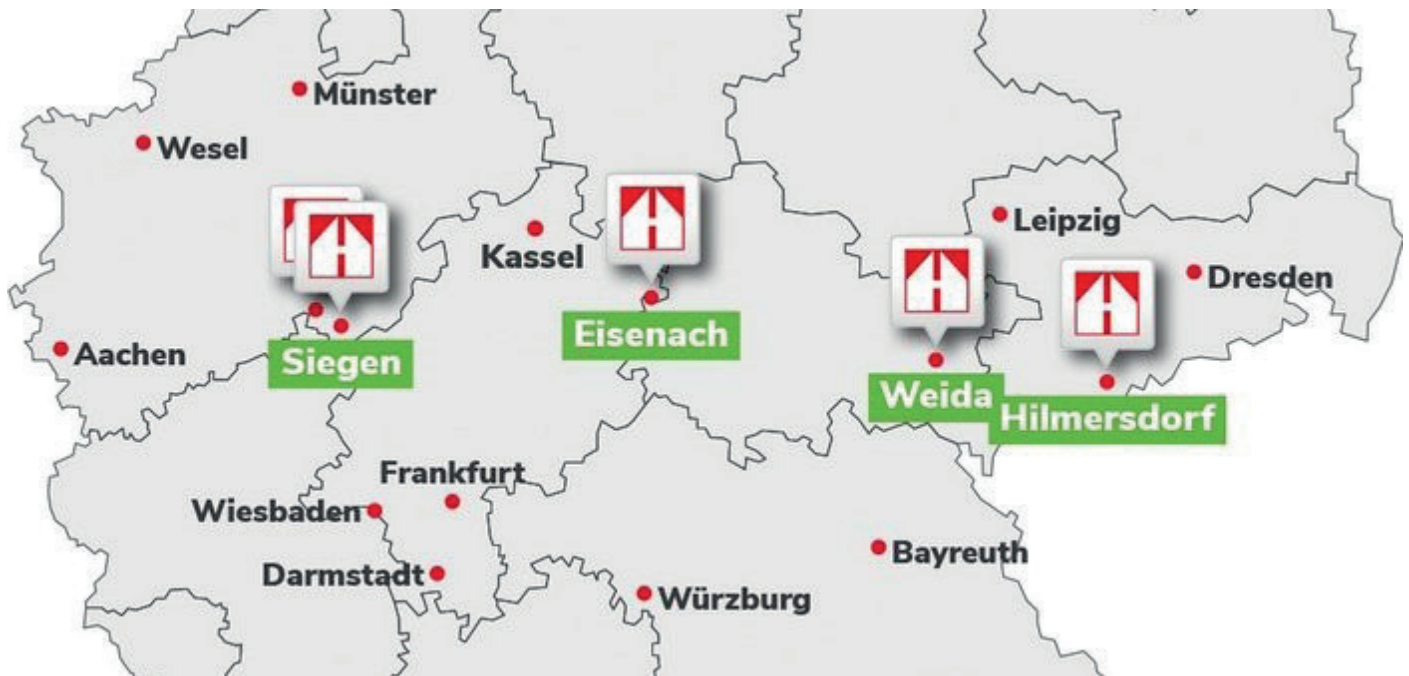 Münster
Wesel
Leipzig
Kassel
Dresden
Eisenach
Aachen
Siegen
Weida
Hilmersdorf
Frankfurt
Wiesbaden
Bayreuth
Darmstadt
Würzburg